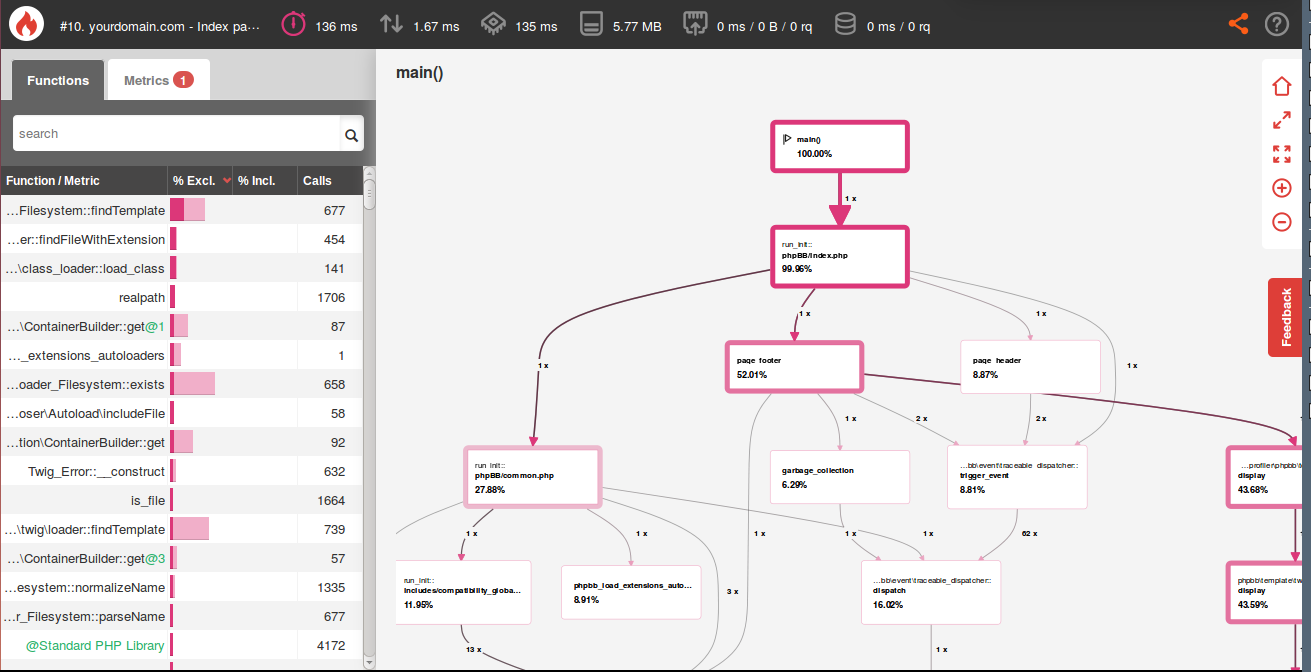 #10. yourdomain.com - Index pa… 136 ms 1.67 ms 135 ms 5.77 MB 0 ms / 0 B / 0 rq 0 ms / 0 rq
Functions Metrics 1
search
Function / Metric % Excl. % Incl. Calls
…Filesystem::findTemplate 677
…er::findFileWithExtension 454
…\class_loader::load_class 141
realpath 1706
…\ContainerBuilder::get@1 87
…_extensions_autoloaders 1
…oader_Filesystem::exists 658
…oser\Autoload\includeFile 58
…tion\ContainerBuilder::get 92
Twig_Error::__construct 632
is_file 1664
…\twig\loader::findTemplate 739
…\ContainerBuilder::get@3 57
…esystem::normalizeName 1335
…r_Filesystem::parseName 677
@Standard PHP Library 4172
main()
main()
100.00%
1 x
run_init::
phpBB/index.php
99.96%
1 x
1 x
1 x
1 x
page_footer
52.01%
page_header
8.87%
1 x
2 x
2 x
run_init::
phpBB/common.php
27.88%
garbage_collection
6.29%
…bb\event\traceable_dispatcher::
trigger_event
8.81%
…profiler\phpbb\t
display
43.68%
1 x
1 x
1 x
1 x
1 x
62 x
run_init::
includes/compatibility_globa…
11.95%
phpbb_load_extensions_auto…
8.91%
3 x
…bb\event\traceable_dispatcher::
dispatch
16.02%
phpbb\template\tw
display
43.59%
13 x
1 x
Feedback